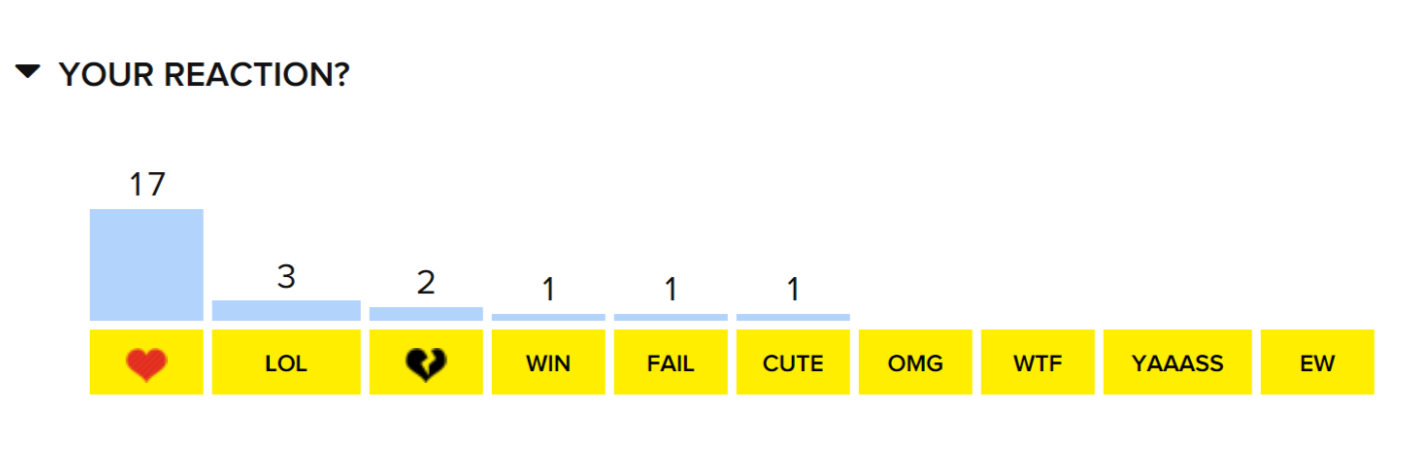 YOUR REACTION?
17
3
2
1
1
1
LOL
WIN
FAIL
CUTE
OMG
WTF
YAAASS
EW